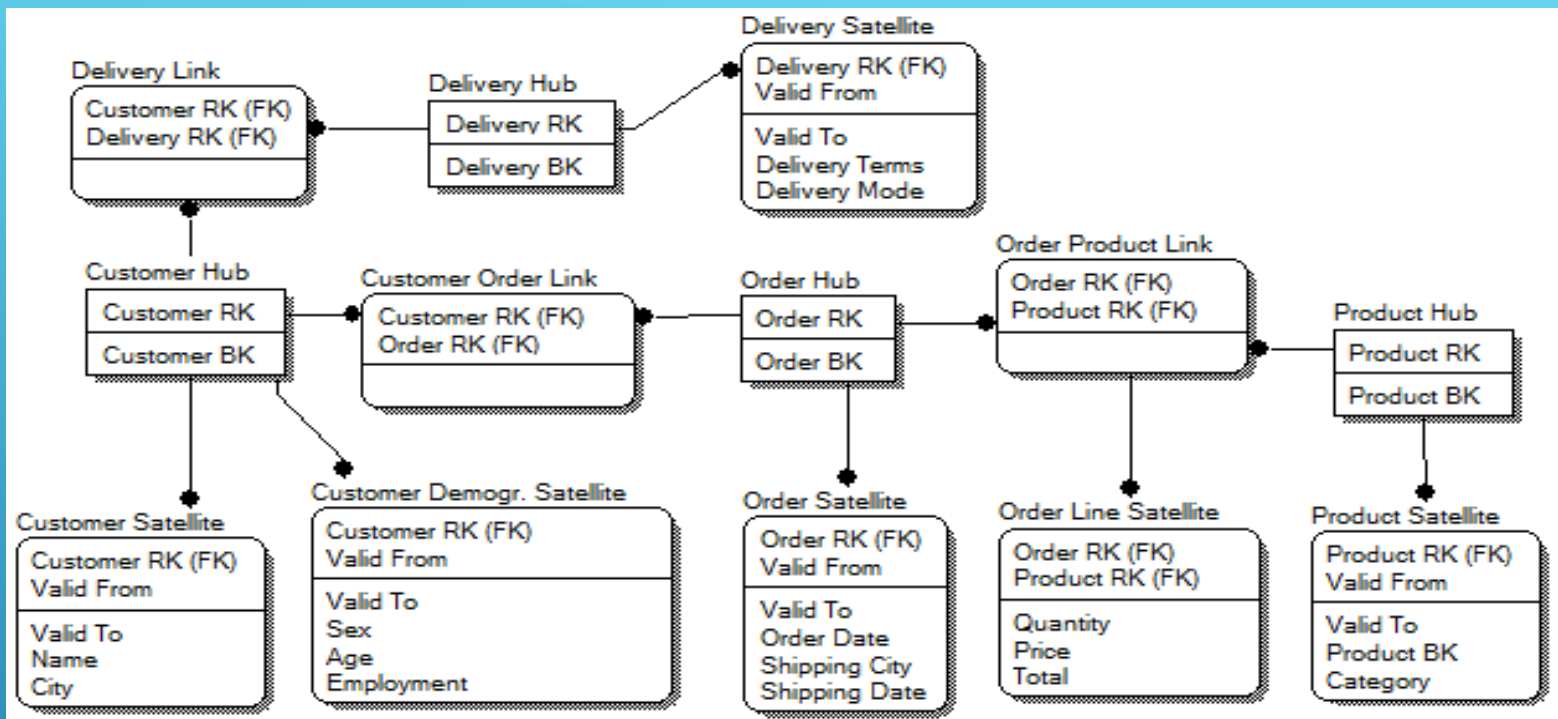 Delivery Link
Customer RK (FK)
Delivery RK (FK)
Delivery Hub
Delivery RK
Delivery BK
Delivery Satellite
Delivery RK (FK)
Valid From
Valid To
Delivery Terms
Delivery Mode
Customer Hub
Customer RK
Customer BK
Customer Order Link
Customer RK (FK)
Order RK (FK)
Order Hub
Order RK
Order BK
Order Product Link
Order RK (FK)
Product RK (FK)
Product Hub
Product RK
Product BK
Customer Satellite
Customer RK (FK)
Valid From
Valid To
Name
City
Customer Demogr. Satellite
Customer RK (FK)
Valid From
Valid To
Sex
Age
Employment
Order Satellite
Order RK (FK)
Valid From
Valid To
Order Date
Shipping City
Shipping Date
Order Line Satellite
Order RK (FK)
Product RK (FK)
Quantity
Price
Total
Product Satellite
Product RK (FK)
Valid From
Valid To
Product BK
Category